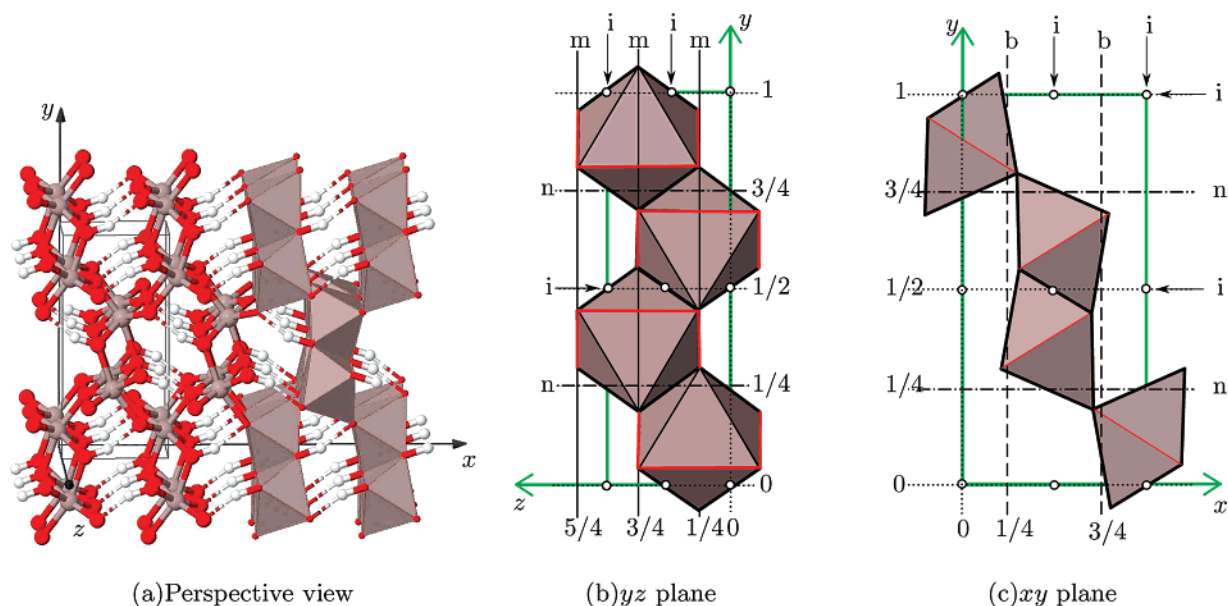 y
x
z
(a)Perspective view
i i y
m m m
1
n 3/4
i 1/2
n 1/4
0
z
5/4 3/4 1/4 0
(b)yz plane
y b i b i
1 i
3/4 n
1/2 i
1/4 n
0
x
0 1/4 3/4
(c)xy plane